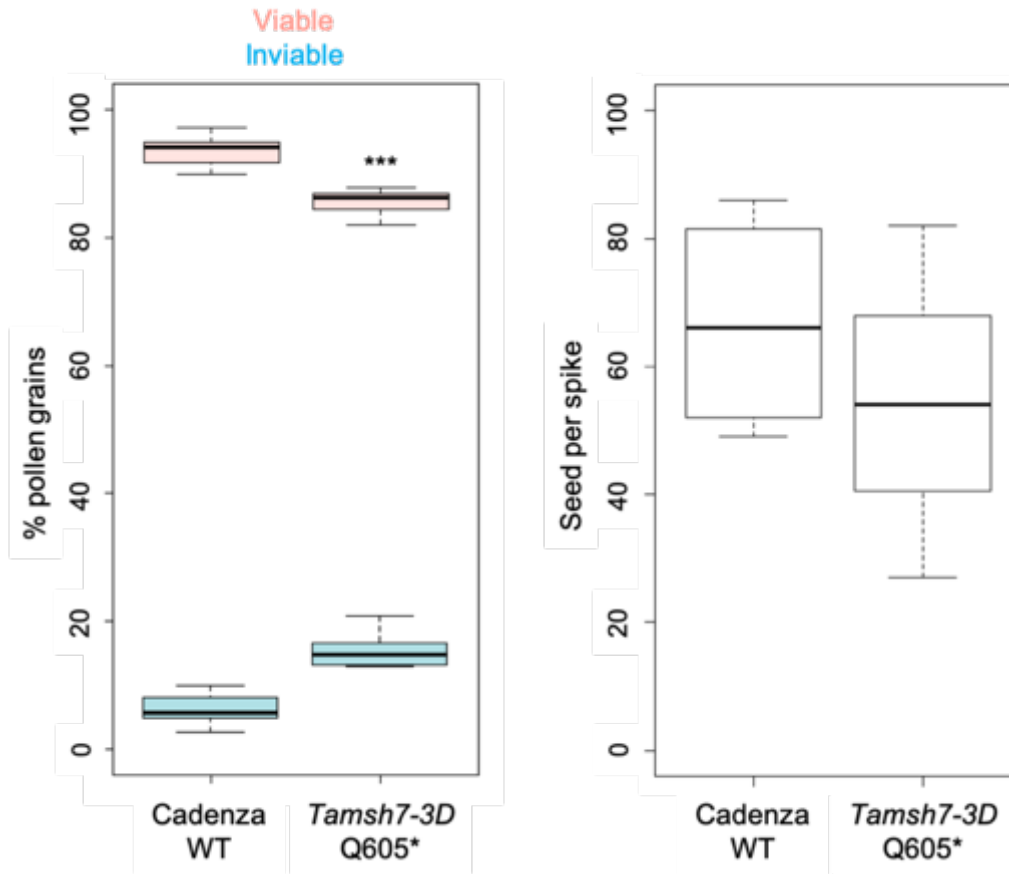 Viable
Inviable
% pollen grains
100
80
60
40
20
0
***
Cadenza
WT
Tamsh7-3D
Q605*
Seed per spike
100
80
60
40
20
0
Cadenza
WT
Tamsh7-3D
Q605*